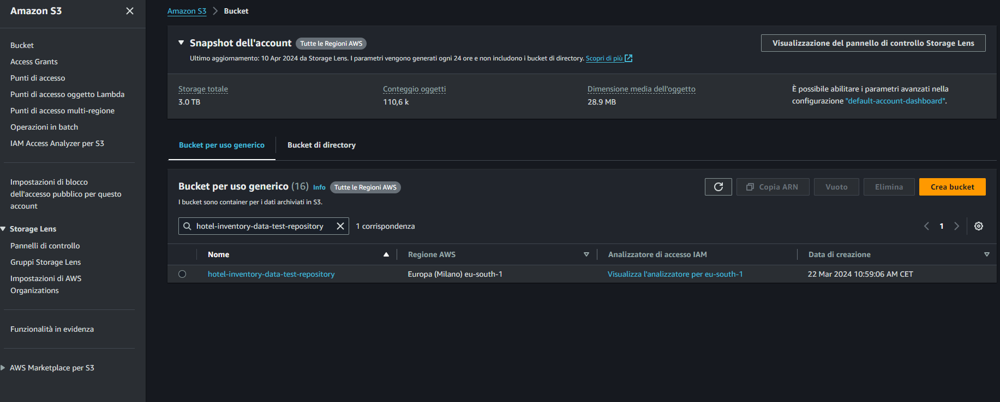 Amazon S3
Bucket
Access Grants
Punti di accesso
Punti di accesso oggetto Lambda
Punti di accesso multi-regione
Operazioni in batch
IAM Access Analyzer per S3
Impostazioni di blocco
dell'accesso pubblico per questo
account
Storage Lens
Pannelli di controllo
Gruppi Storage Lens
Impostazioni di AWS
Organizations
Funzionalità in evidenza
AWS Marketplace per S3
Amazon S3 > Bucket
Snapshot dell'account Tutte le Regioni AWS
Visualizzazione del pannello di controllo Storage Lens
Ultimo aggiornamento: 10 Apr 2024 da Storage Lens. I parametri vengono generati ogni 24 ore e non includono i bucket di directory. Scopri di più
Storage totale
3.0 TB
Conteggio oggetti
110,6 k
Dimensione media dell'oggetto
28.9 MB
È possibile abilitare i parametri avanzati nella
configurazione "default-account-dashboard".
Bucket per uso generico
Bucket di directory
Bucket per uso generico (16) Info Tutte le Regioni AWS
I bucket sono container per i dati archiviati in S3.
Copia ARN
Vuoto
Elimina
Crea bucket
hotel-inventory-data-test-repository
1 corrispondenza
1
Nome Regione AWS Analizzatore di accesso IAM Data di creazione
hotel-inventory-data-test-repository Europa (Milano) eu-south-1 Visualizza l'analizzatore per eu-south-1 22 Mar 2024 10:59:06 AM CET